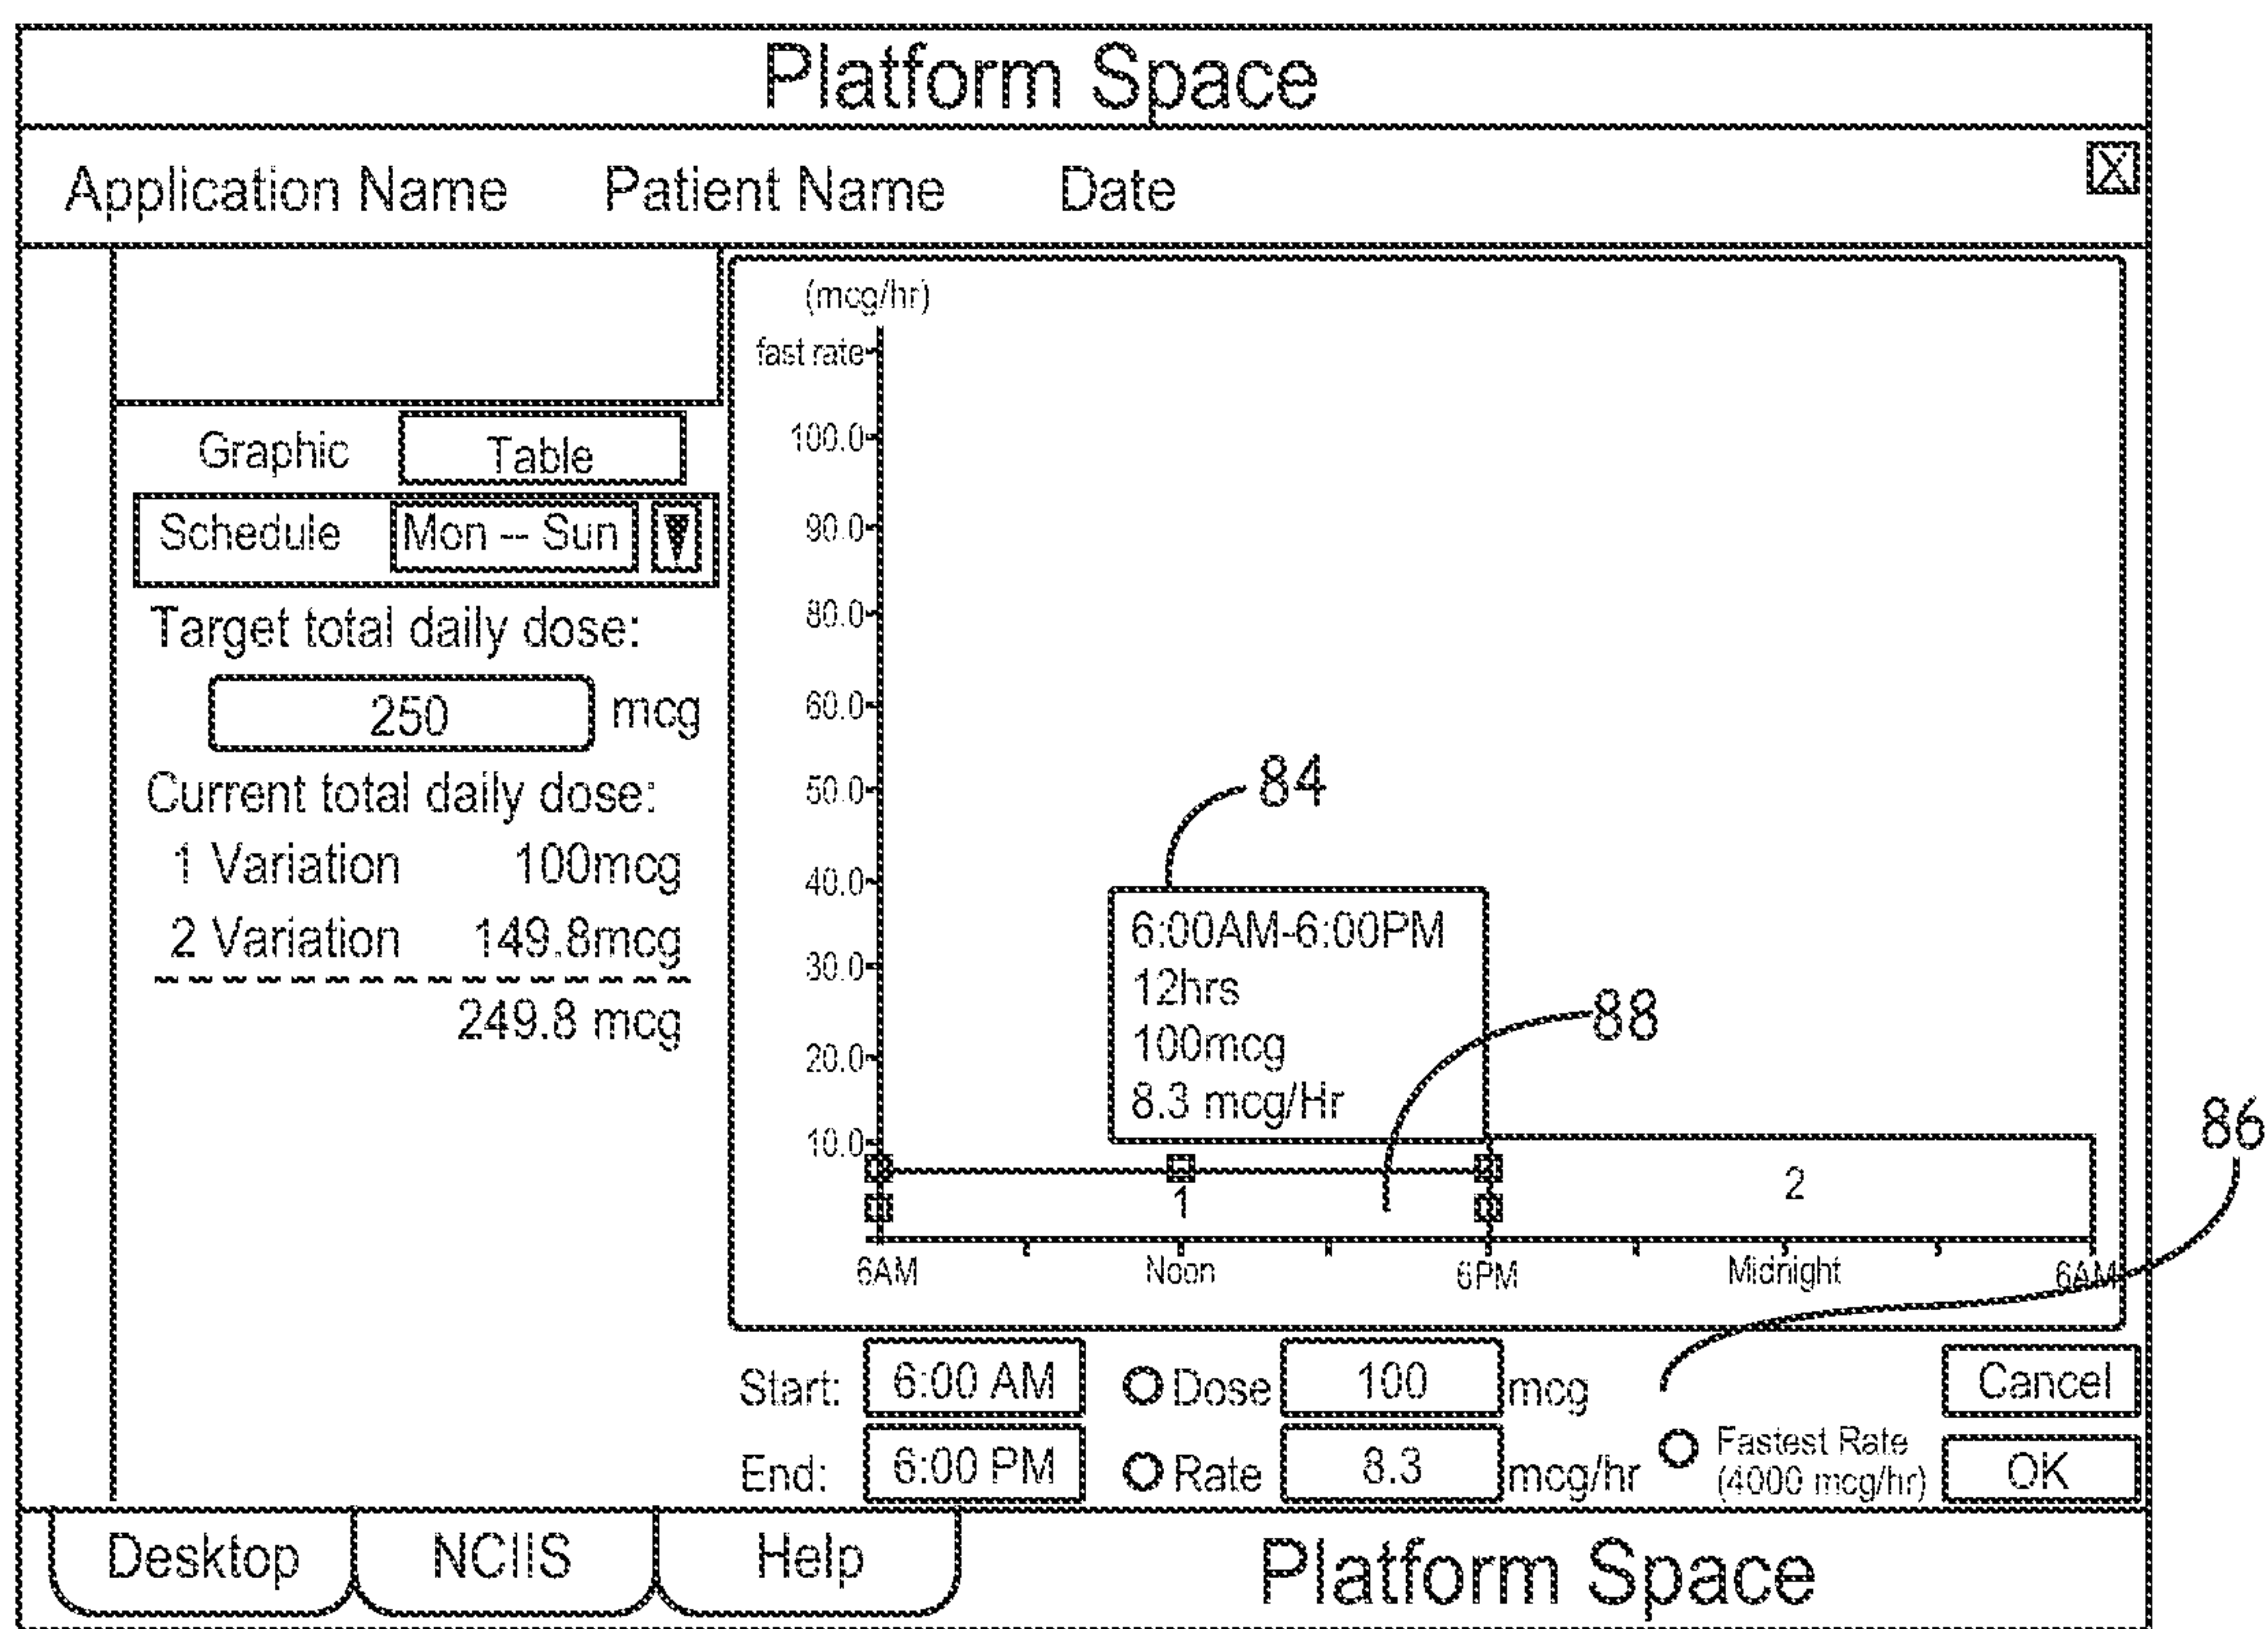 Platform Space
Application Name Patient Name Date X
Graphic Table
Schedule Mon -- Sun
Target total daily dose:
250 mcg
Current total daily dose:
1 Variation 100mcg
2 Variation 149.8mcg
249.8 mcg
(mcg/hr)
fast rate
100.0
90.0
80.0
60.0
50.0
40.0
30.0
20.0
10.0
84
6:00AM-6:00PM
12hrs
100mcg
8.3 mcg/Hr
88
86
1
2
6AM Noon 6PM Midnight 6AM
Start: 6:00 AM Dose 100 mcg Cancel
End: 6:00 PM Rate 8.3 mcg/hr Fastest Rate
(4000 mcg/hr) OK
Desktop NCIIS Help Platform Space